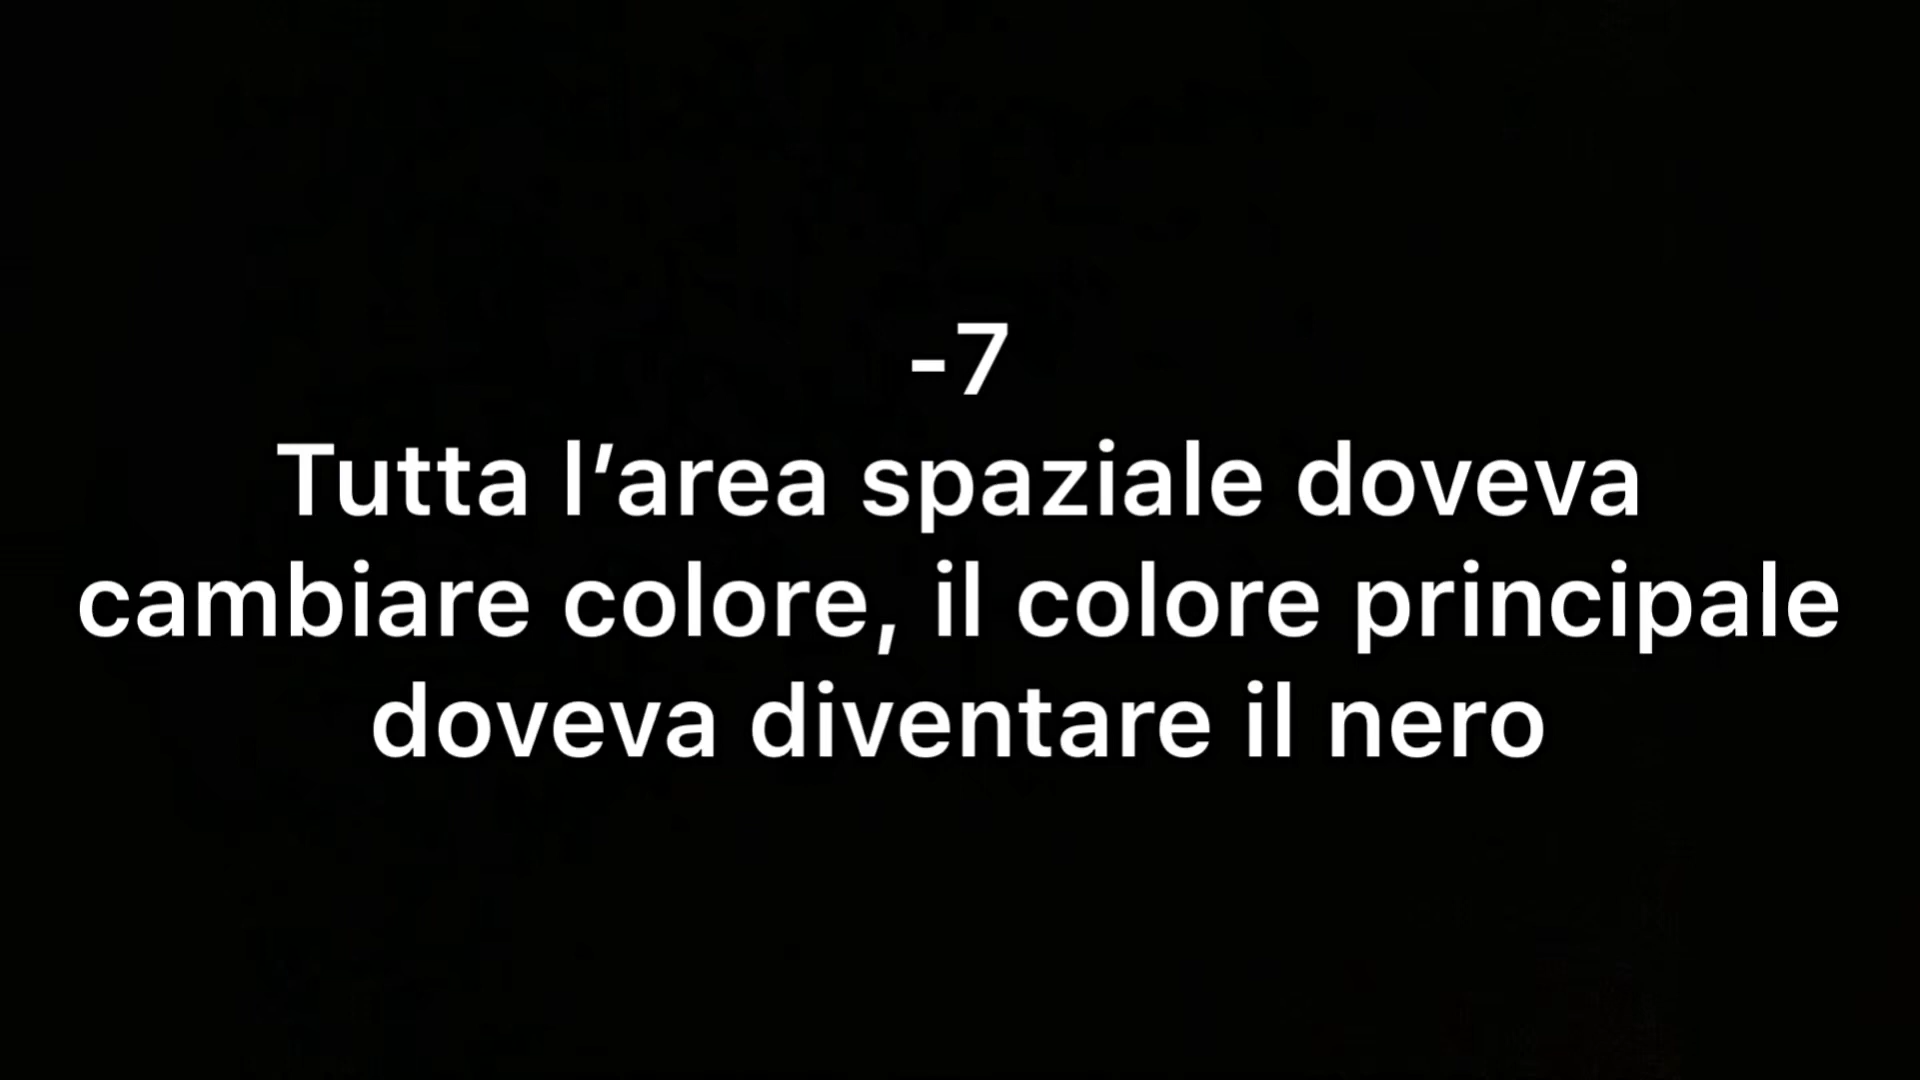 -7
Tutta l’area spaziale doveva
cambiare colore, il colore principale
doveva diventare il nero